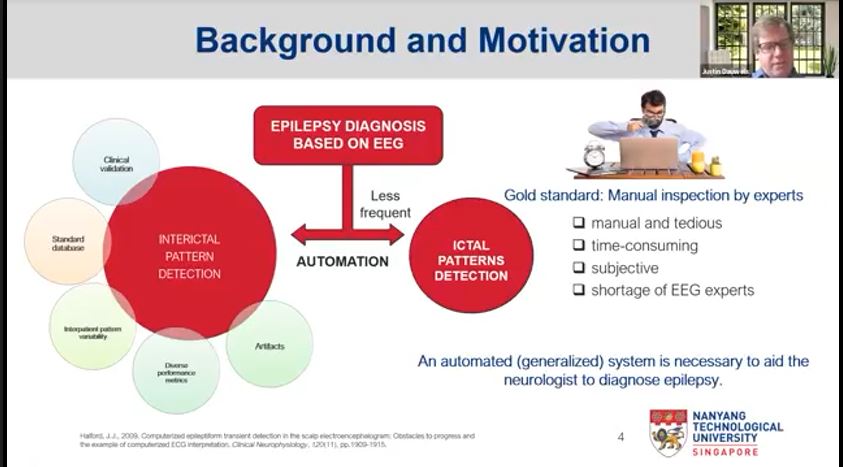 Background and Motivation
Justin Dauwels
EPILEPSY DIAGNOSIS
BASED ON EEG
Less
frequent
AUTOMATION
Clinical
validation
Standard
database
Interpatient pattern
variability
Diverse
performance
metrics
Artifacts
INTERICTAL
PATTERN
DETECTION
ICTAL
PATTERNS
DETECTION
Gold standard: Manual inspection by experts
manual and tedious
time-consuming
subjective
shortage of EEG experts
An automated (generalized) system is necessary to aid the
neurologist to diagnose epilepsy.
Halford, J.J., 2009. Computerized epileptiform transient detection in the scalp electroencephalogram: Obstacles to progress and
the example of computerized ECG interpretation. Clinical Neurophysiology, 120(11), pp.1909-1915.
4
NANYANG
TECHNOLOGICAL
UNIVERSITY
SINGAPORE